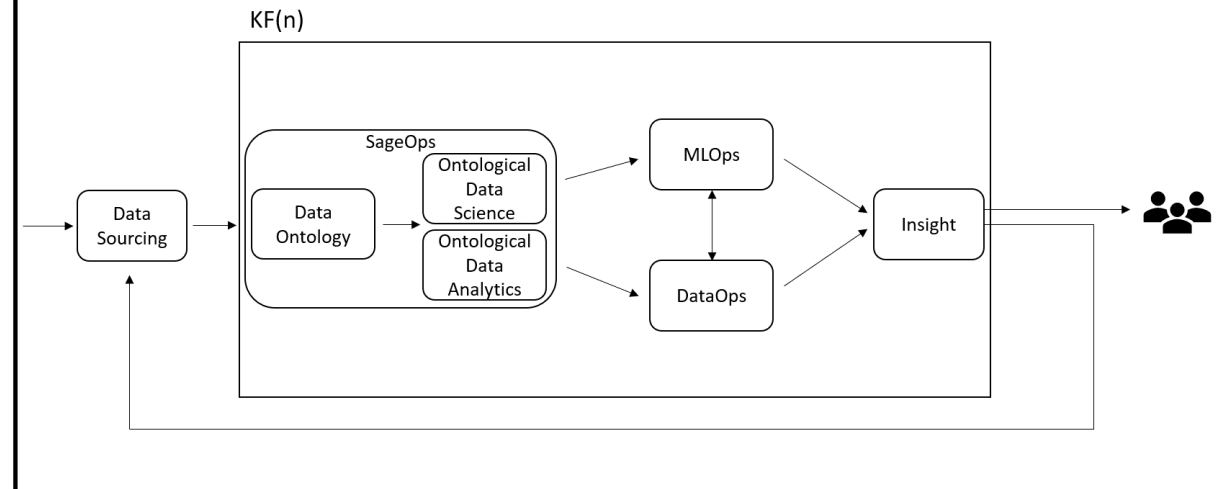 KF(n)
SageOps
Data
Sourcing
Data
Ontology
Ontological
Data
Science
Ontological
Data
Analytics
MLOps
DataOps
Insight